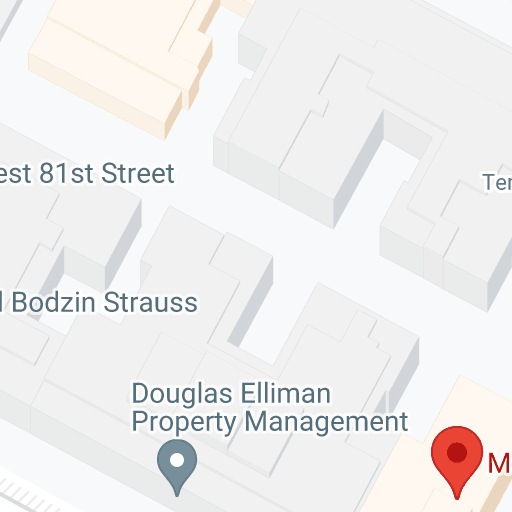 est 81st Street
Ter
l Bodzin Strauss
Douglas Elliman
Property Management
M